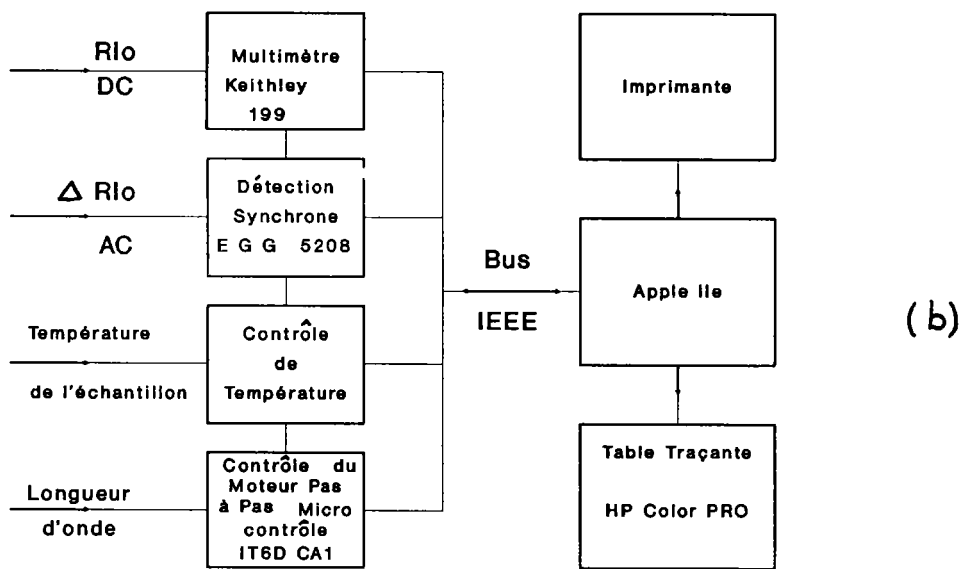 RIo
DC
Multimètre
Keithley
199
Imprimante
Δ RIo
AC
Détection
Synchrone
E G G 5208
Bus
IEEE
Apple IIe
(b)
Température
de l'échantillon
Contrôle
de
Température
Longueur
d'onde
Contrôle du
Moteur Pas
à Pas Micro
contrôle
IT6D CA1
Table Traçante
HP Color PRO